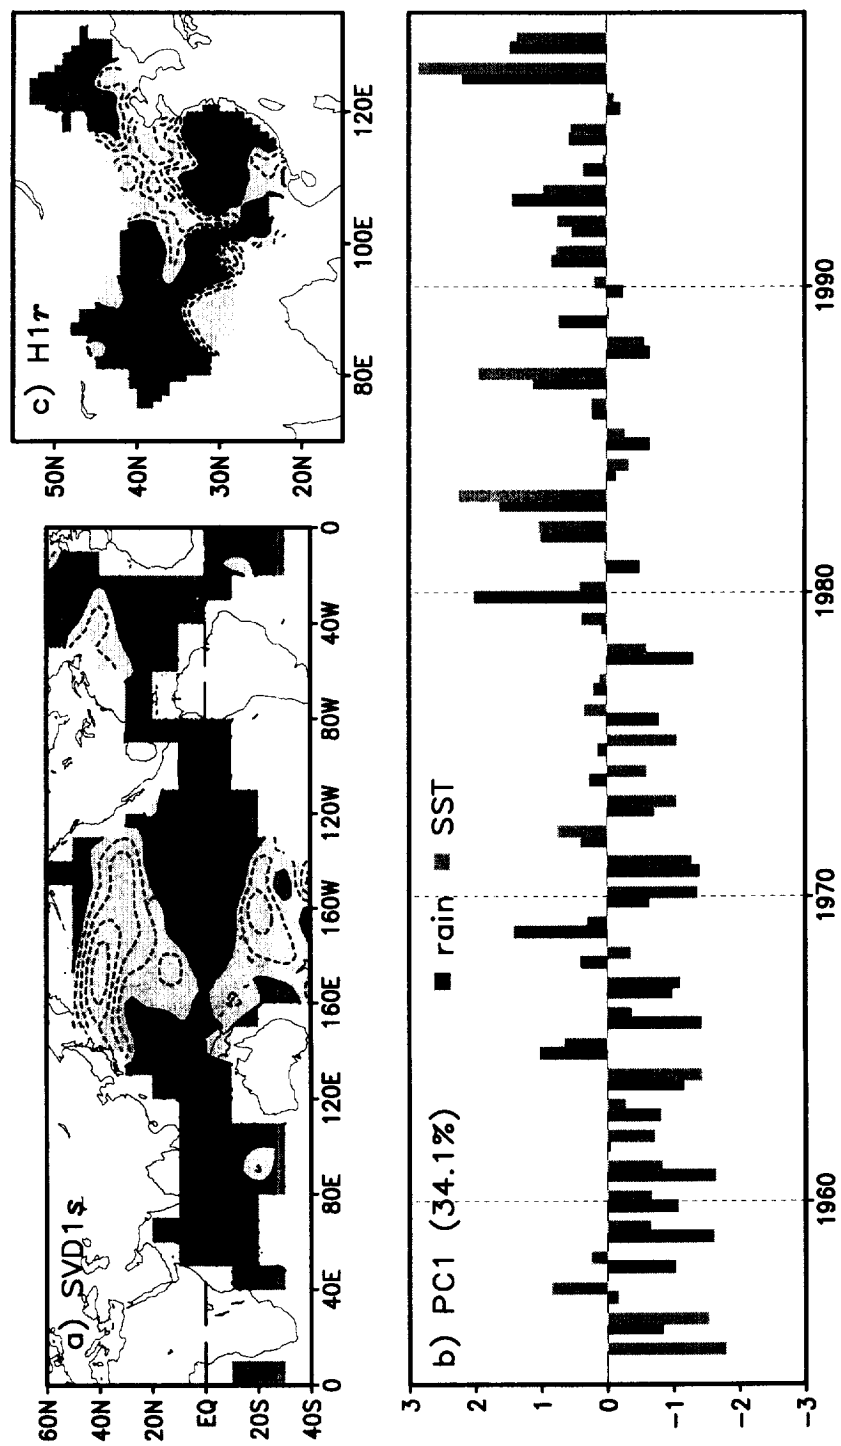 a) SVD1s
60N
40N
20N
EQ
20S
40S
0
40E
80E
120E
160E
160W
120W
80W
40W
0
c) H1r
50N
40N
30N
20N
80E
100E
120E
b) PC1 (34.1%)
rain
SST
3
2
1
0
-1
-2
-3
1960
1970
1980
1990